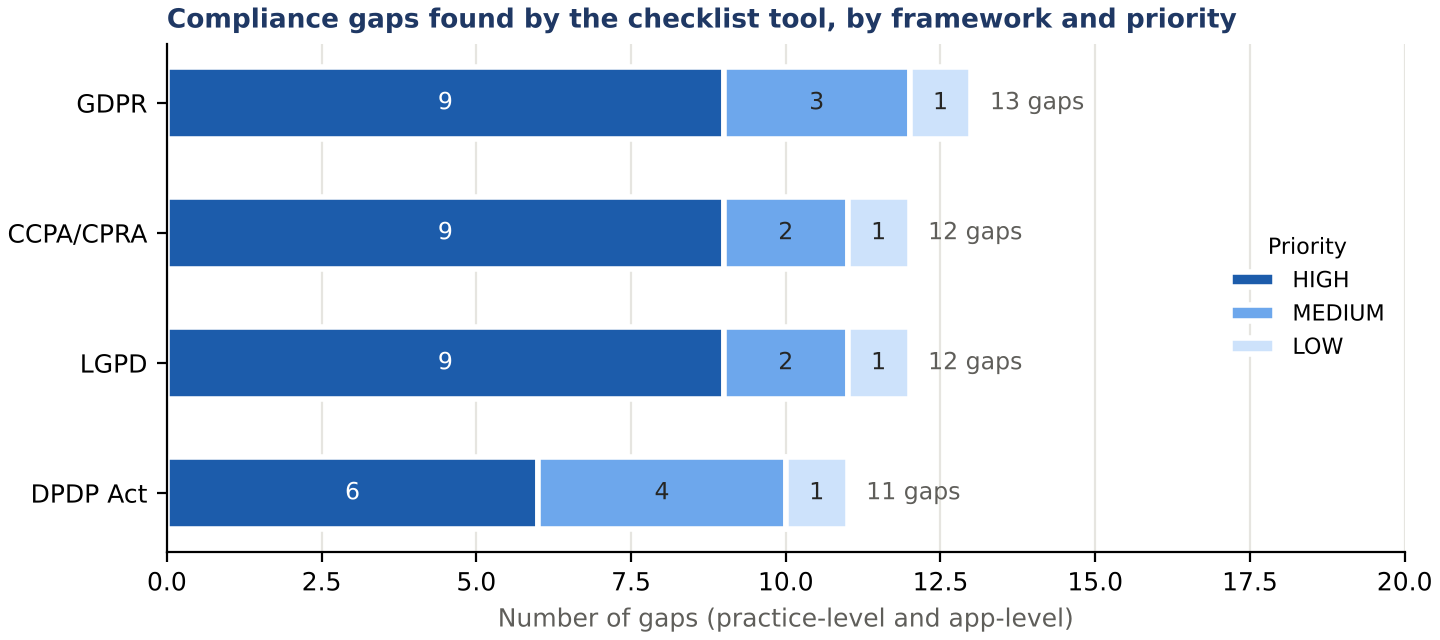 Compliance gaps found by the checklist tool, by framework and priority
GDPR 9 3 1 13 gaps
CCPA/CPRA 9 2 1 12 gaps
LGPD 9 2 1 12 gaps
DPDP Act 6 4 1 11 gaps
Priority
HIGH
MEDIUM
LOW
0.0 2.5 5.0 7.5 10.0 12.5 15.0 17.5 20.0
Number of gaps (practice-level and app-level)